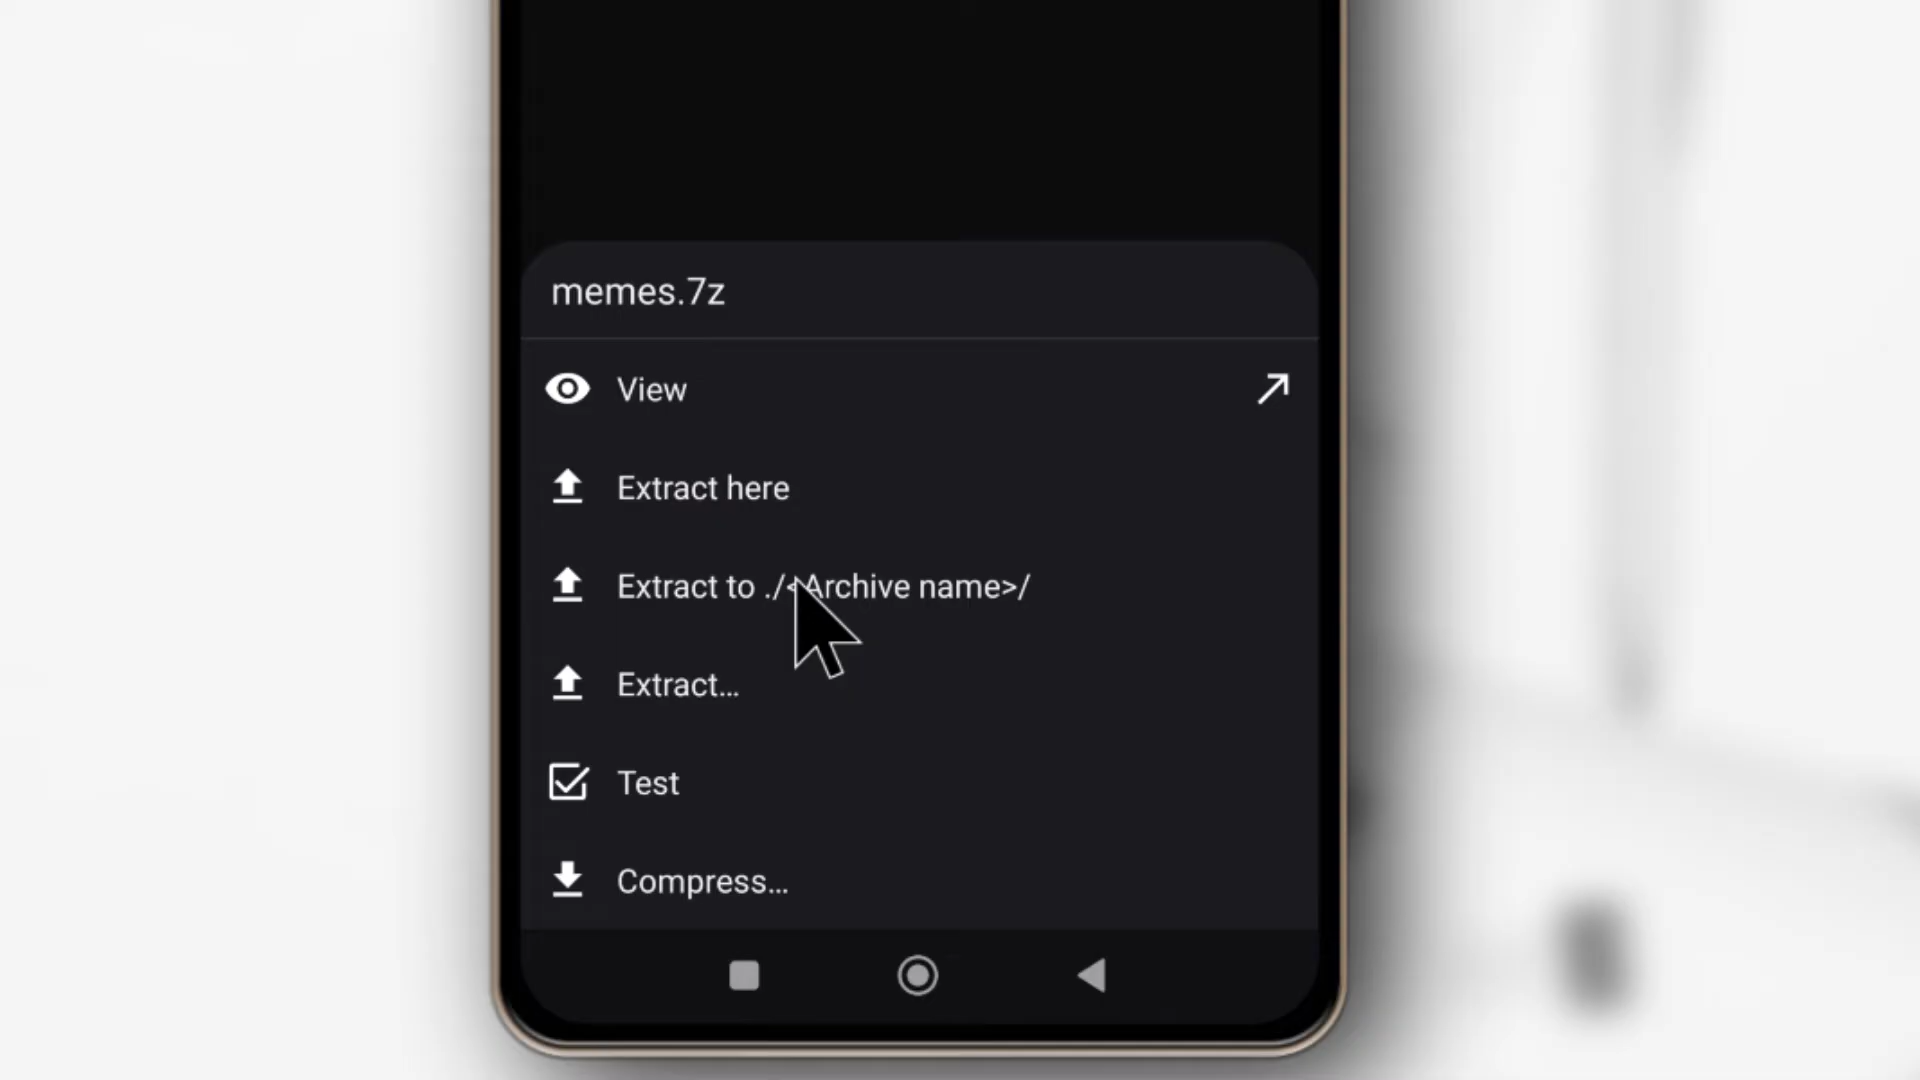 memes.7z
View
Extract here
Extract to ./<Archive name>/
Extract...
Test
Compress...